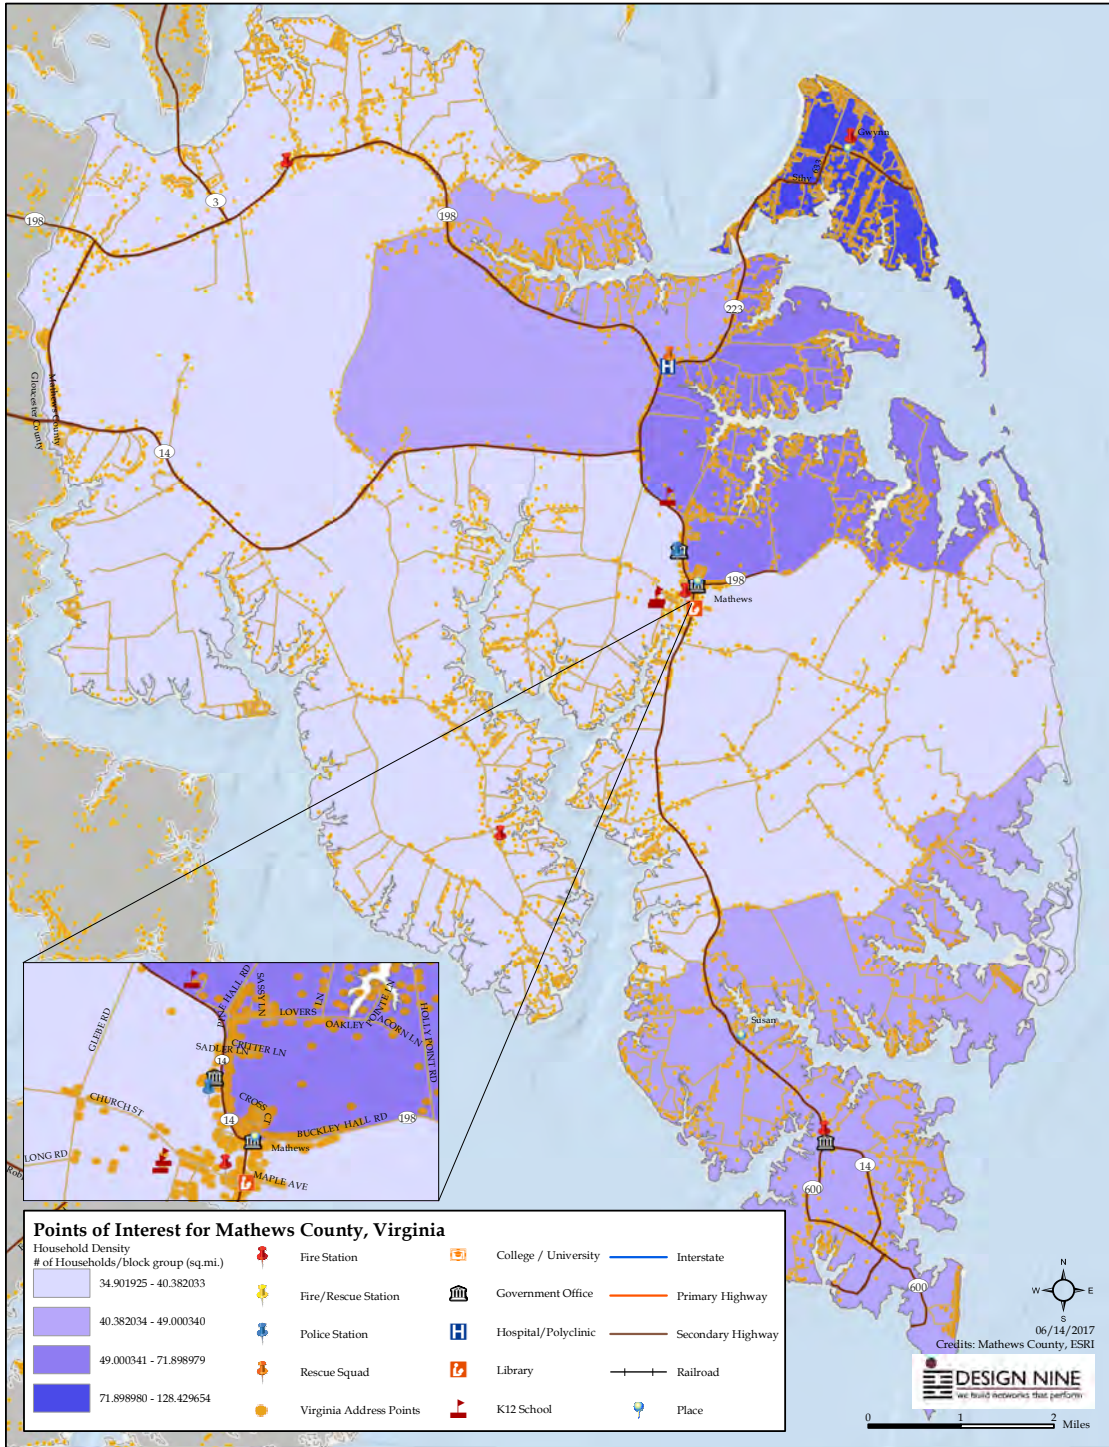 Gwynn
Sthy 633
3
198
198
223
Gloucester County
Mathews County
14
198
Mathews
Susan
14
600
600
GLEBE RD
PINE HALL RD
SASSY LN
LOVERS LN
OAKLEY
POINTE LN
ACORN LN
HOLLY POINT RD
CRITTER LN
SADLER LN
14
CHURCH ST
CROSS CT
14
BUCKLEY HALL RD
198
Mathews
LONG RD
MAPLE AVE
Points of Interest for Mathews County, Virginia
Household Density
# of Households/block group (sq.mi.)
34.901925 - 40.382033
40.382034 - 49.000340
49.000341 - 71.898979
71.898980 - 128.429654
Fire Station
Fire/Rescue Station
Police Station
Rescue Squad
Virginia Address Points
College / University
Government Office
Hospital/Polyclinic
Library
K12 School
Interstate
Primary Highway
Secondary Highway
Railroad
Place
N
W E
S
06/14/2017
Credits: Mathews County, ESRI
DESIGN NINE
we build networks that perform
0 1 2
Miles